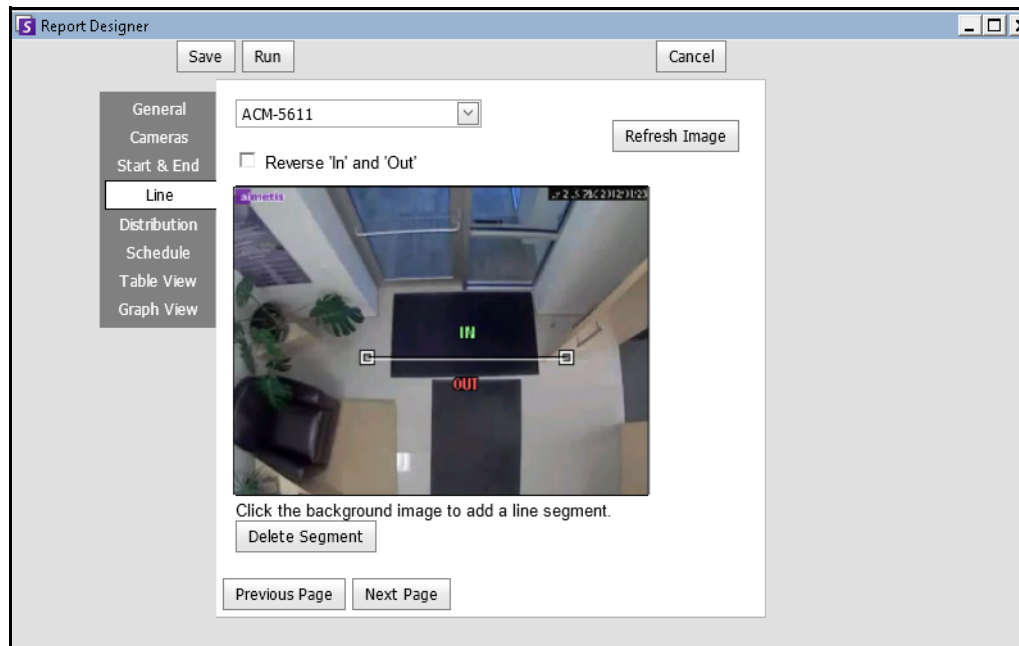 Report Designer
Save Run Cancel
General
Cameras
Start & End
Line
Distribution
Schedule
Table View
Graph View
ACM-5611
Refresh Image
Reverse 'In' and 'Out'
aimetis
IN
OUT
Click the background image to add a line segment.
Delete Segment
Previous Page Next Page